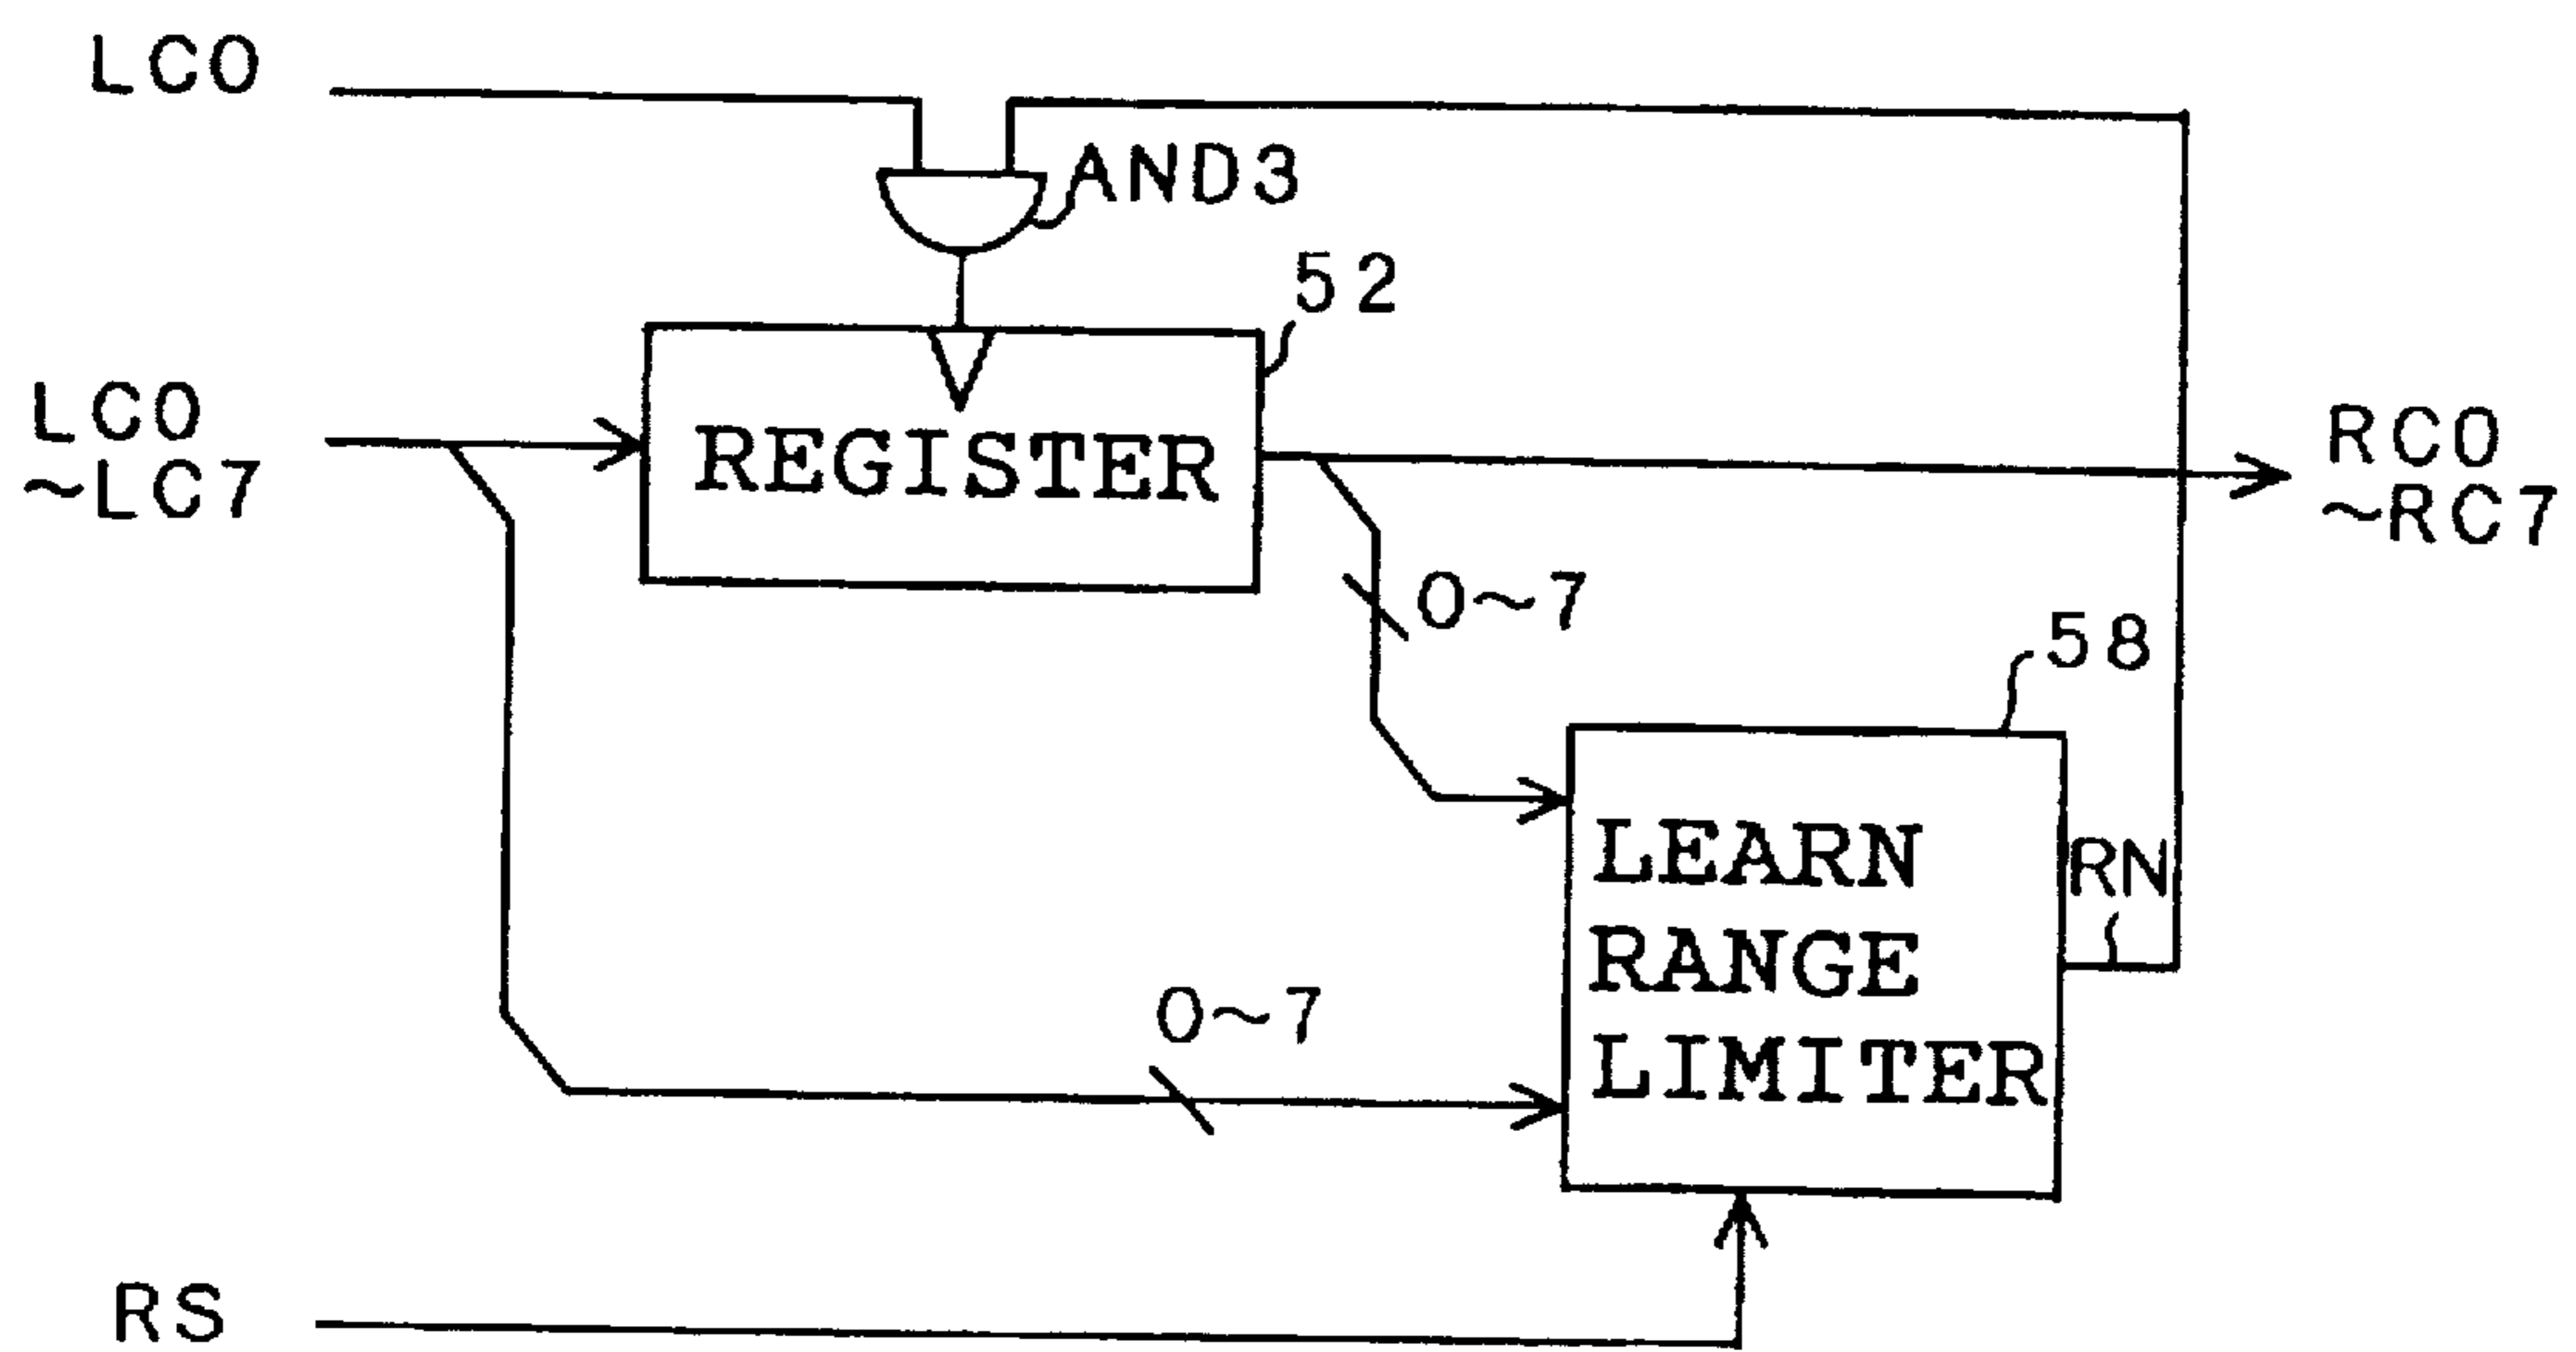 LC0
AND3
52
LC0
~LC7
REGISTER
RC0
~RC7
0~7
58
LEARN
RANGE
LIMITER
RN
0~7
RS